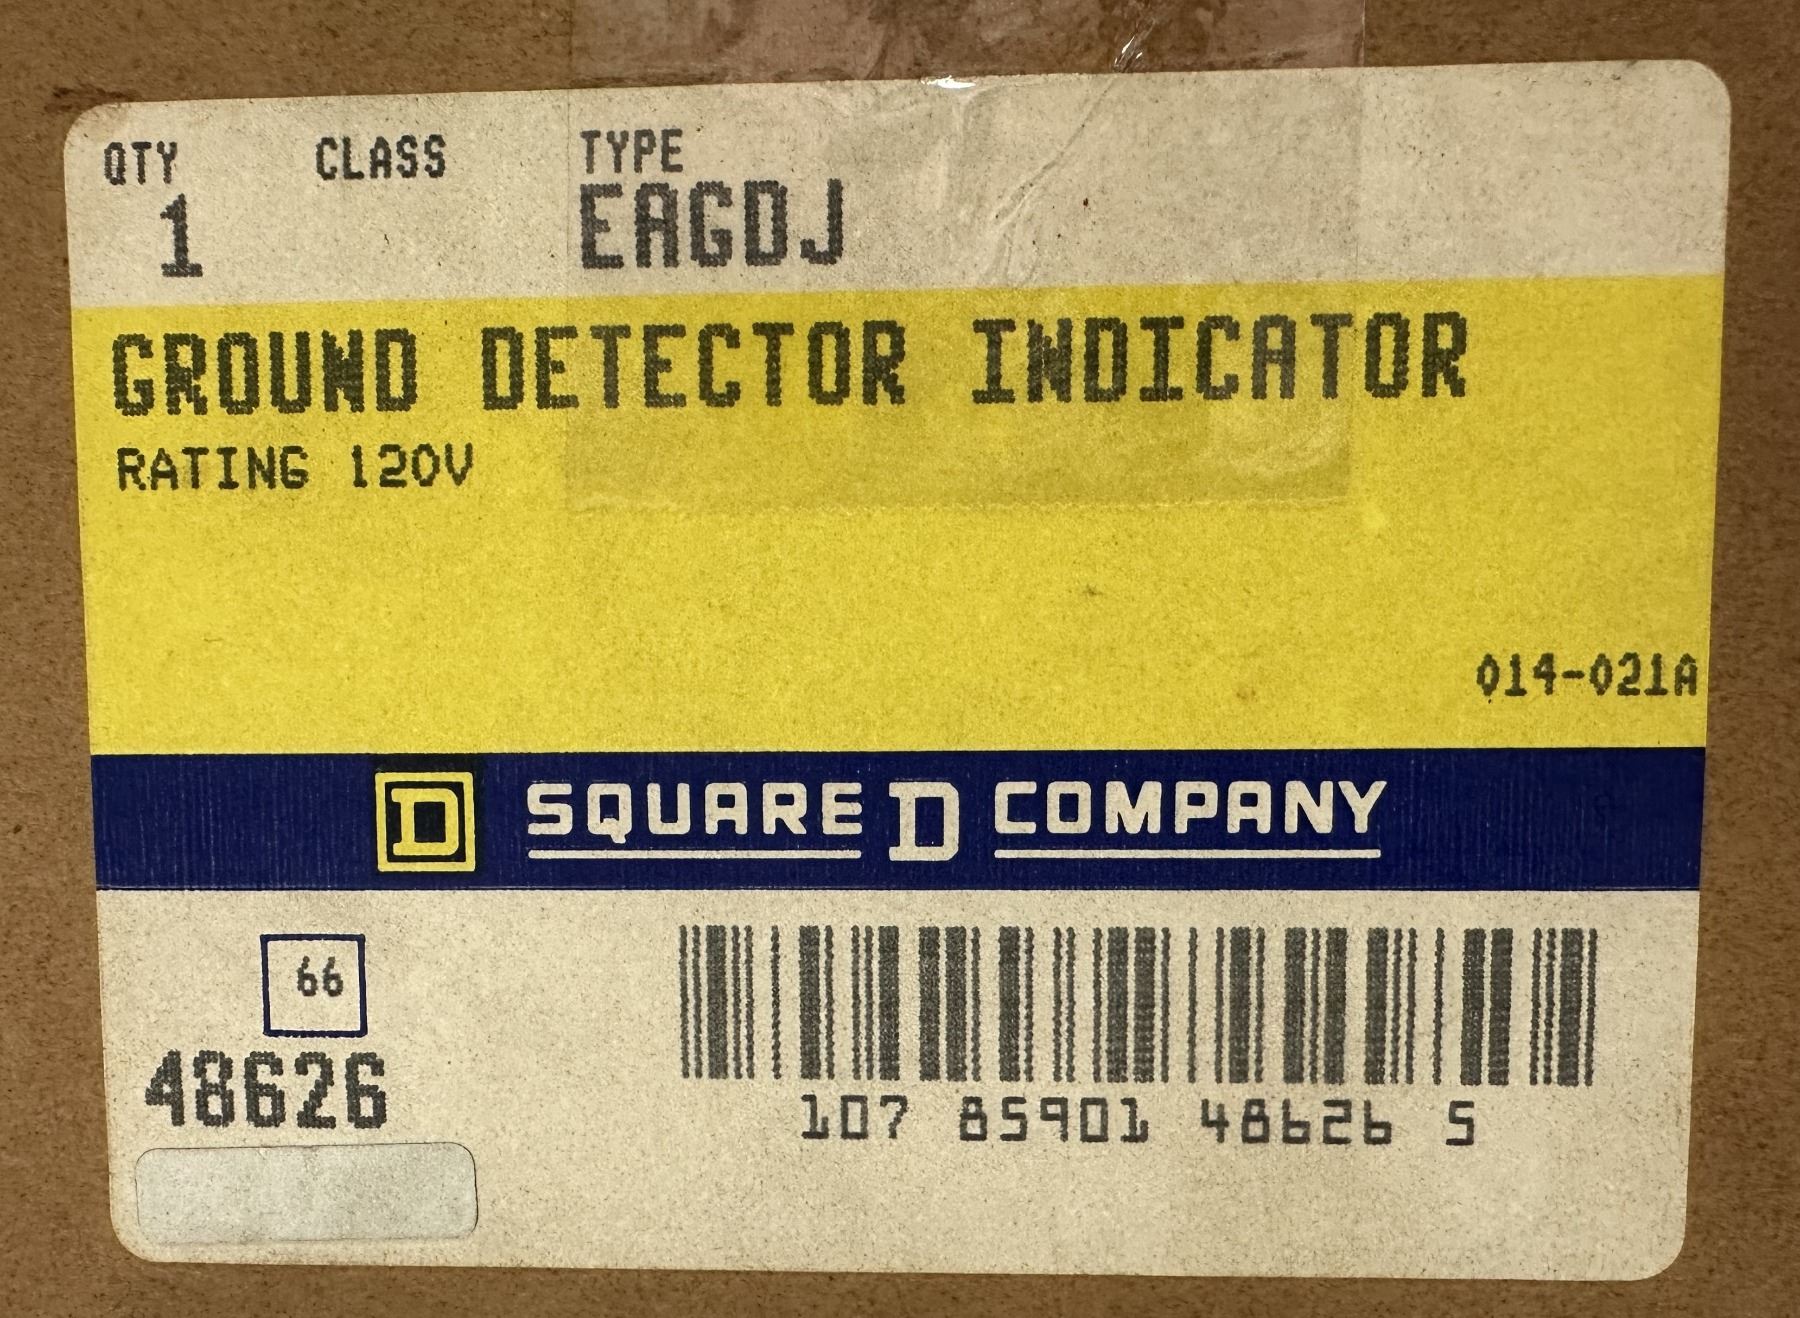 QTY CLASS TYPE
1 EAGDJ
GROUND DETECTOR INDICATOR
RATING 120V
014-021A
D SQUARE D COMPANY
66
48626
107 85901 48626 5